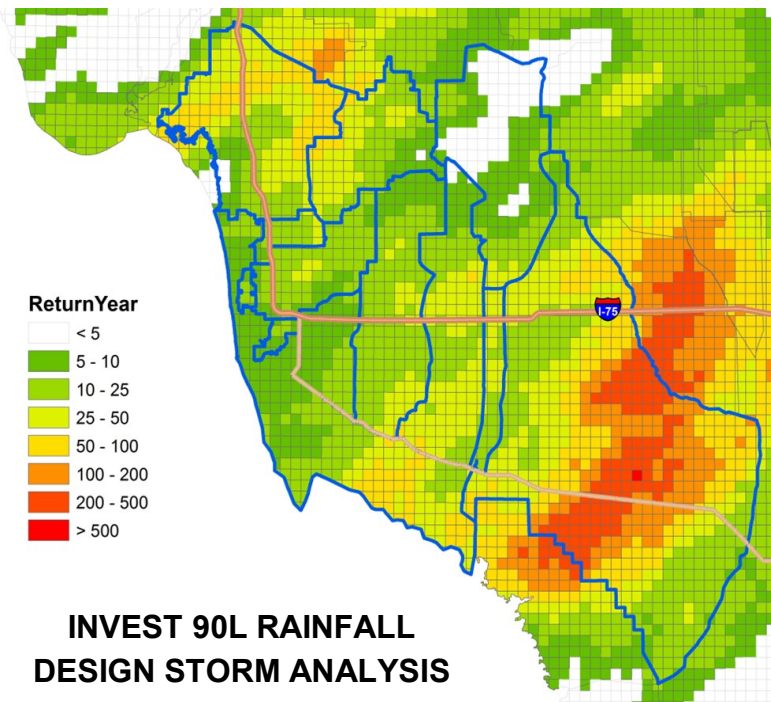 I-75
ReturnYear
< 5
5 - 10
10 - 25
25 - 50
50 - 100
100 - 200
200 - 500
> 500
INVEST 90L RAINFALL
DESIGN STORM ANALYSIS